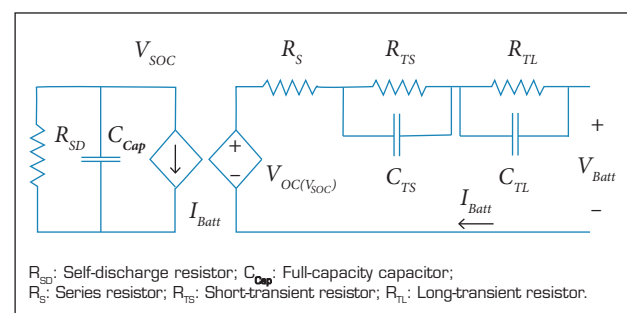 V_SOC
R_S
R_TS
R_TL
R_SD
C_Cap
+
−
V_OC(V_SOC)
C_TS
C_TL
+
V_Batt
−
I_Batt
I_Batt
R_SD: Self-discharge resistor; C_Cap: Full-capacity capacitor;
R_S: Series resistor; R_TS: Short-transient resistor; R_TL: Long-transient resistor.